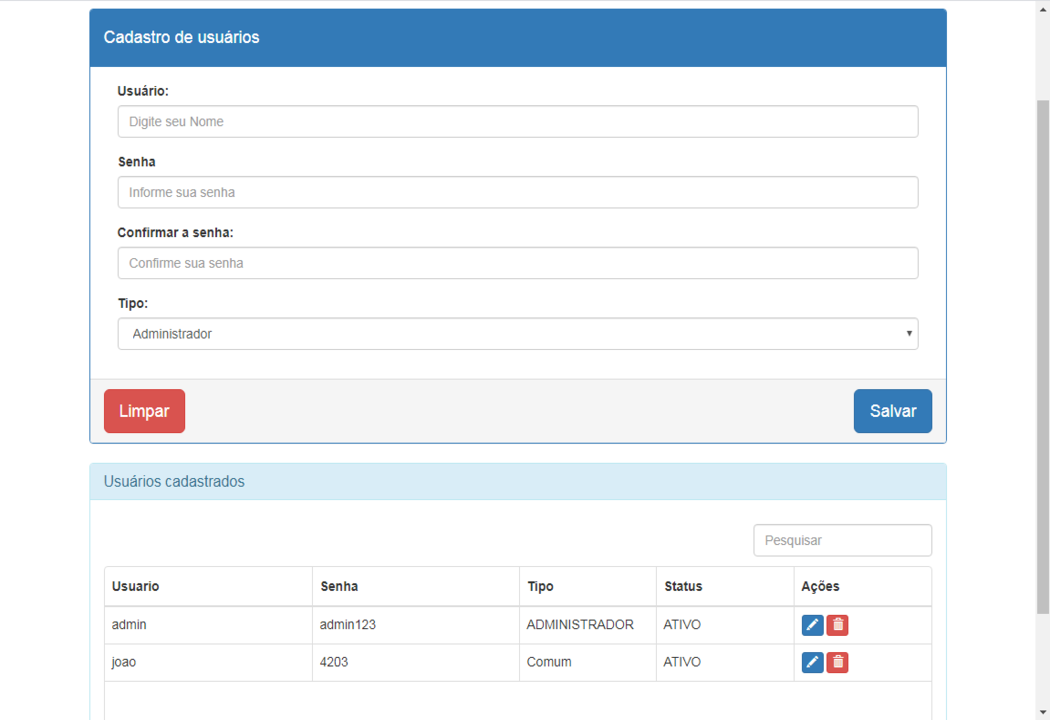 Cadastro de usuários
Usuário:
Digite seu Nome
Senha
Informe sua senha
Confirmar a senha:
Confirme sua senha
Tipo:
Administrador
Limpar Salvar
Usuários cadastrados
Pesquisar
Usuario Senha Tipo Status Ações
admin admin123 ADMINISTRADOR ATIVO
joao 4203 Comum ATIVO